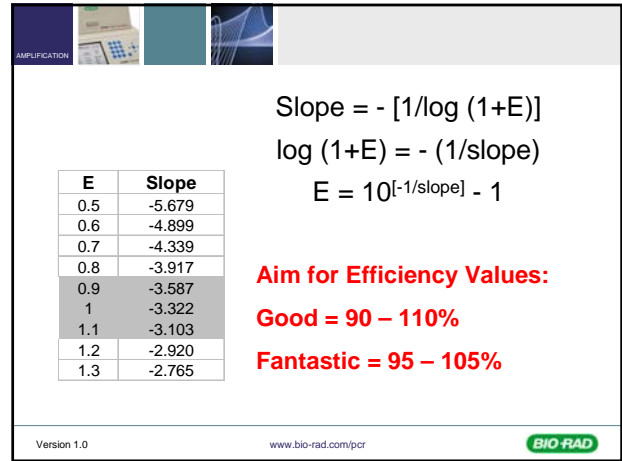 AMPLIFICATION
Slope = - [1/log (1+E)]
log (1+E) = - (1/slope)
E = 10[-1/slope] - 1
E Slope
0.5 -5.679
0.6 -4.899
0.7 -4.339
0.8 -3.917
0.9 -3.587
1 -3.322
1.1 -3.103
1.2 -2.920
1.3 -2.765
Aim for Efficiency Values:
Good = 90 – 110%
Fantastic = 95 – 105%
Version 1.0
www.bio-rad.com/pcr
BIO RAD